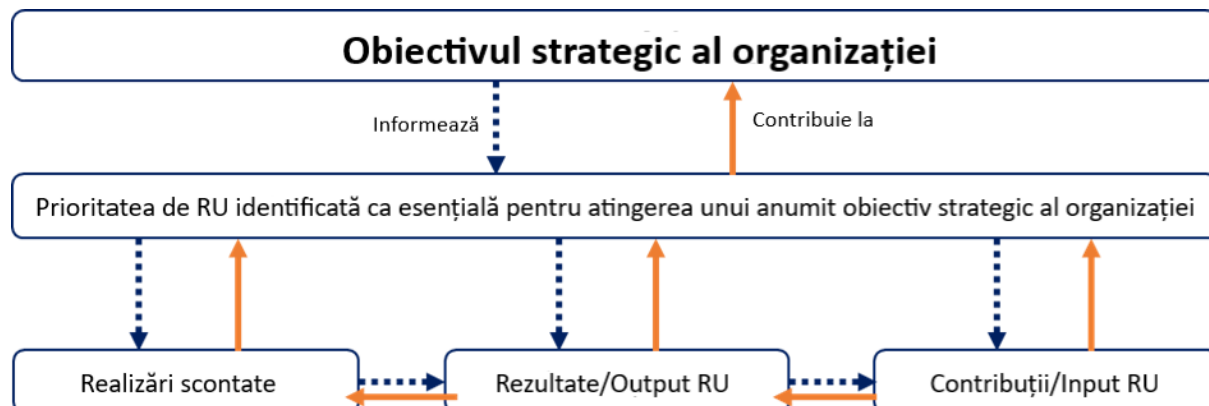 Obiectivul strategic al organizației
Informează
Contribuie la
Prioritatea de RU identificată ca esențială pentru atingerea unui anumit obiectiv strategic al organizației
Realizări scontate
Rezultate/Output RU
Contribuții/Input RU